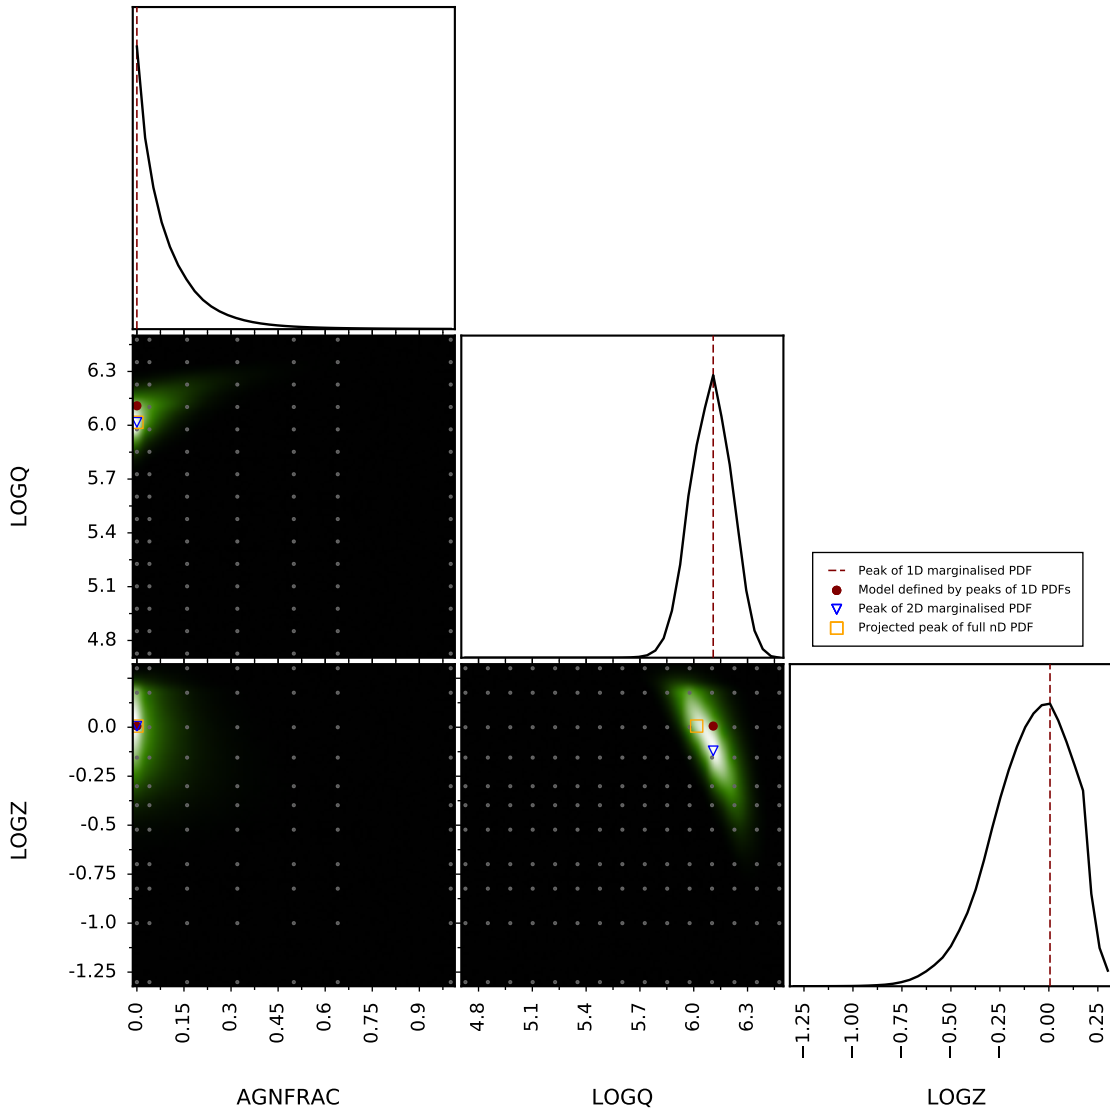 6.3
6.0
5.7
5.4
5.1
4.8
LOGQ
Peak of 1D marginalised PDF
Model defined by peaks of 1D PDFs
Peak of 2D marginalised PDF
Projected peak of full nD PDF
0.0
-0.25
-0.5
-0.75
-1.0
-1.25
LOGZ
0.0 0.15 0.3 0.45 0.6 0.75 0.9
4.8 5.1 5.4 5.7 6.0 6.3
−1.25 −1.00 −0.75 −0.50 −0.25 0.00 0.25
AGNFRAC LOGQ LOGZ